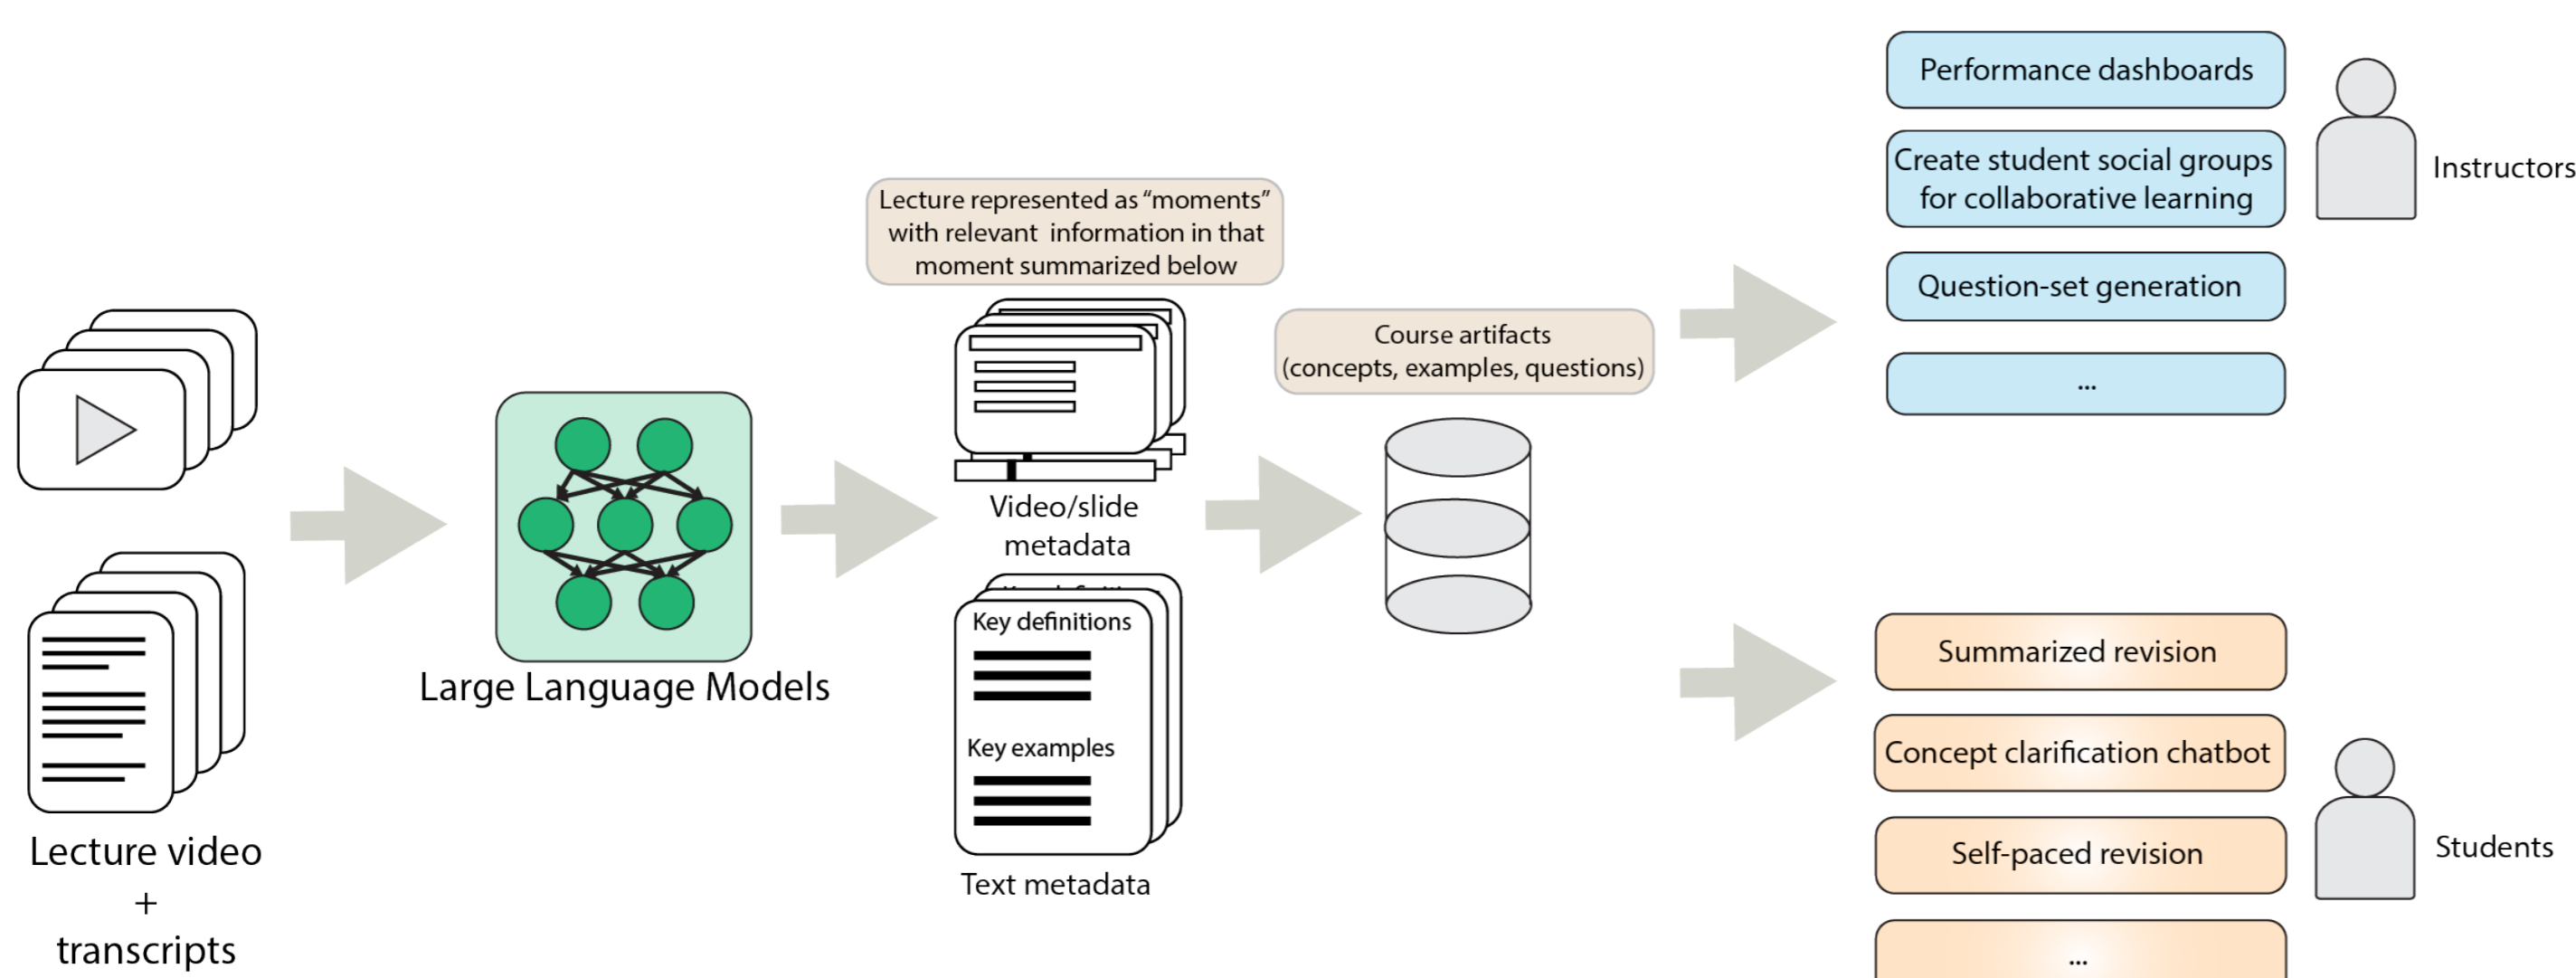 Lecture video
+
transcripts
Large Language Models
Lecture represented as “moments”
with relevant information in that
moment summarized below
Video/slide
metadata
Key definitions
Key examples
Text metadata
Course artifacts
(concepts, examples, questions)
Performance dashboards
Create student social groups
for collaborative learning
Question-set generation
...
Instructors
Summarized revision
Concept clarification chatbot
Self-paced revision
...
Students